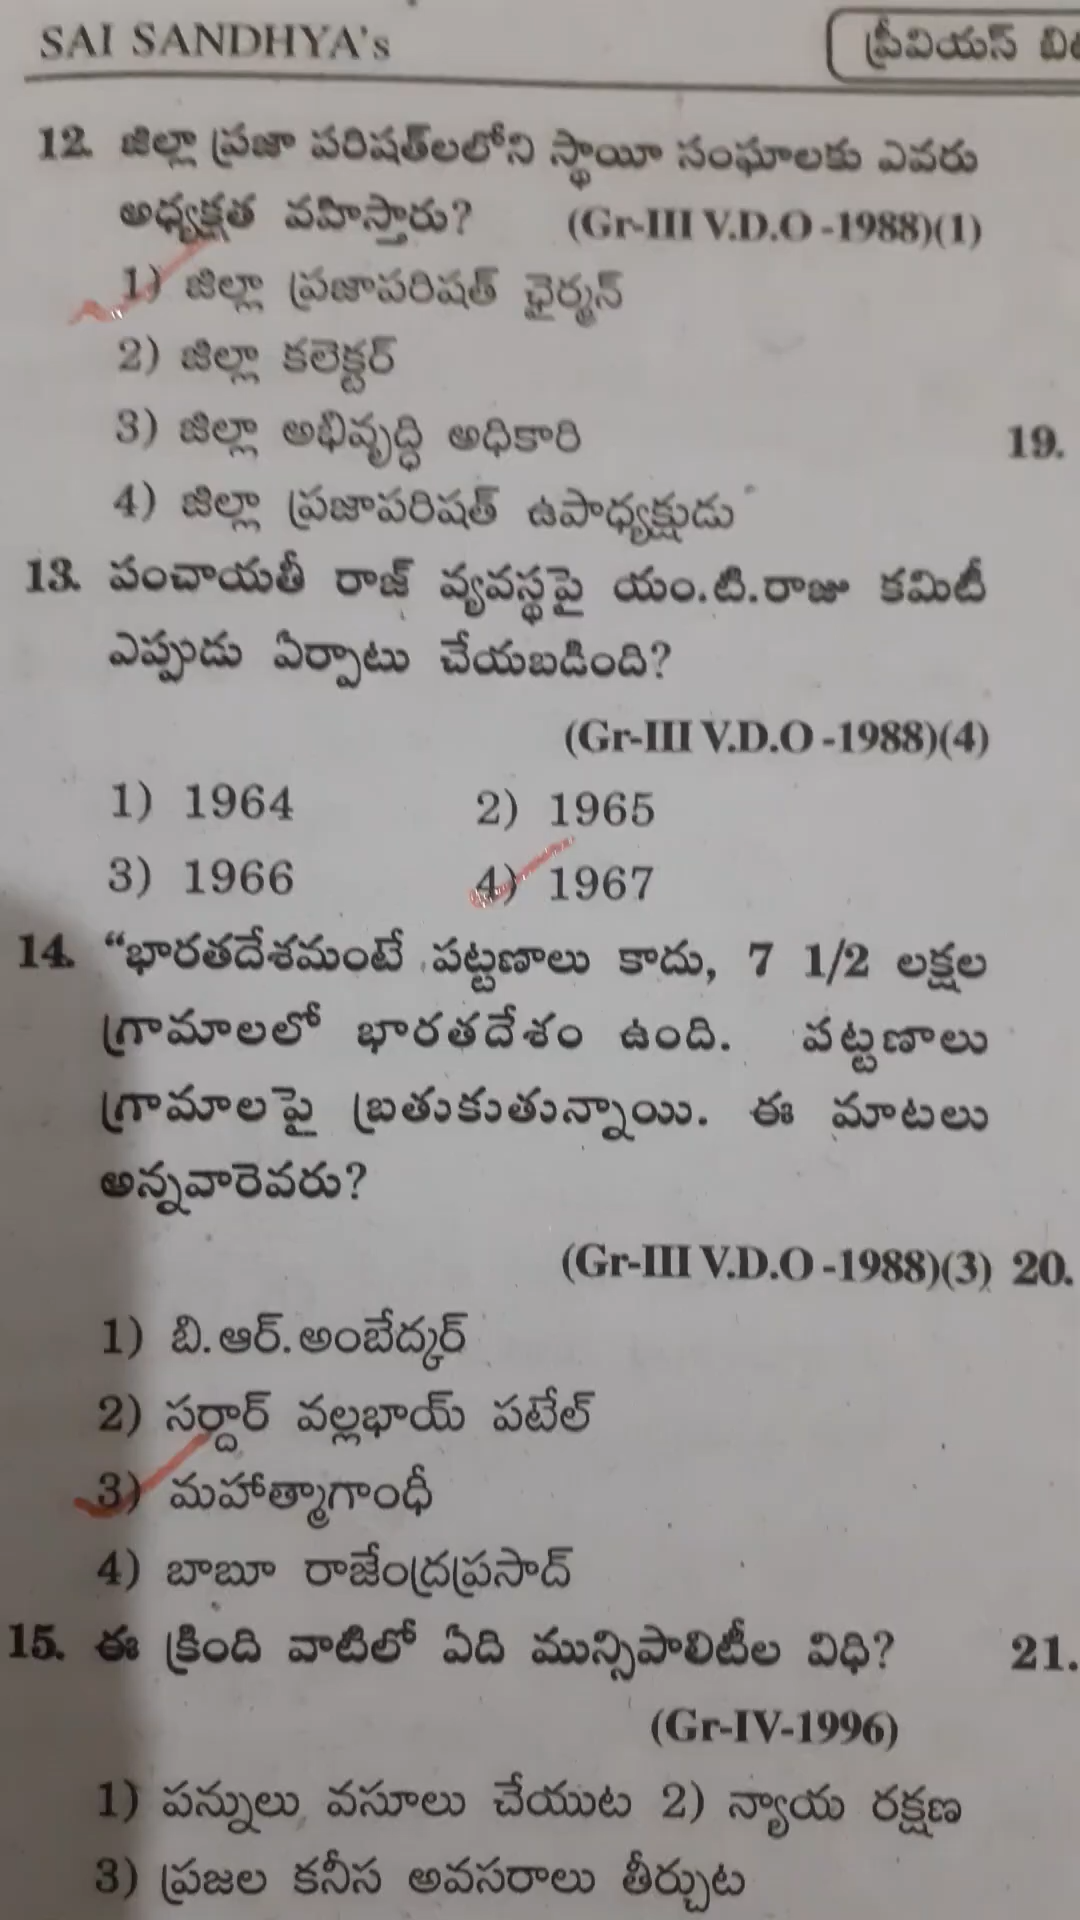 SAI SANDHYA's
ప్రీవియస్
12. జిల్లా ప్రజా పరిషత్‌లలోని స్థాయీ సంఘాలకు ఎవరు
అధ్యక్షత వహిస్తారు? (Gr-III V.D.O -1988)(1)
1) జిల్లా ప్రజాపరిషత్ ఛైర్మన్
2) జిల్లా కలెక్టర్
3) జిల్లా అభివృద్ధి అధికారి
4) జిల్లా ప్రజాపరిషత్ ఉపాధ్యక్షుడు
13. పంచాయతీ రాజ్ వ్యవస్థపై యం.టి.రాజు కమిటీ
ఎప్పుడు ఏర్పాటు చేయబడింది?
(Gr-III V.D.O -1988)(4)
1) 1964 2) 1965
3) 1966 4) 1967
14. "భారతదేశమంటే పట్టణాలు కాదు, 7 1/2 లక్షల
గ్రామాలలో భారతదేశం ఉంది. పట్టణాలు
గ్రామాలపై బ్రతుకుతున్నాయి. ఈ మాటలు
అన్నవారెవరు?
(Gr-III V.D.O -1988)(3)
1) బి.ఆర్.అంబేద్కర్
2) సర్దార్ వల్లభాయ్ పటేల్
3) మహాత్మాగాంధీ
4) బాబూ రాజేంద్రప్రసాద్
15. ఈ క్రింది వాటిలో ఏది మున్సిపాలిటీల విధి?
(Gr-IV-1996)
1) పన్నులు వసూలు చేయుట 2) న్యాయ రక్షణ
3) ప్రజల కనీస అవసరాలు తీర్చుట
19.
20.
21.